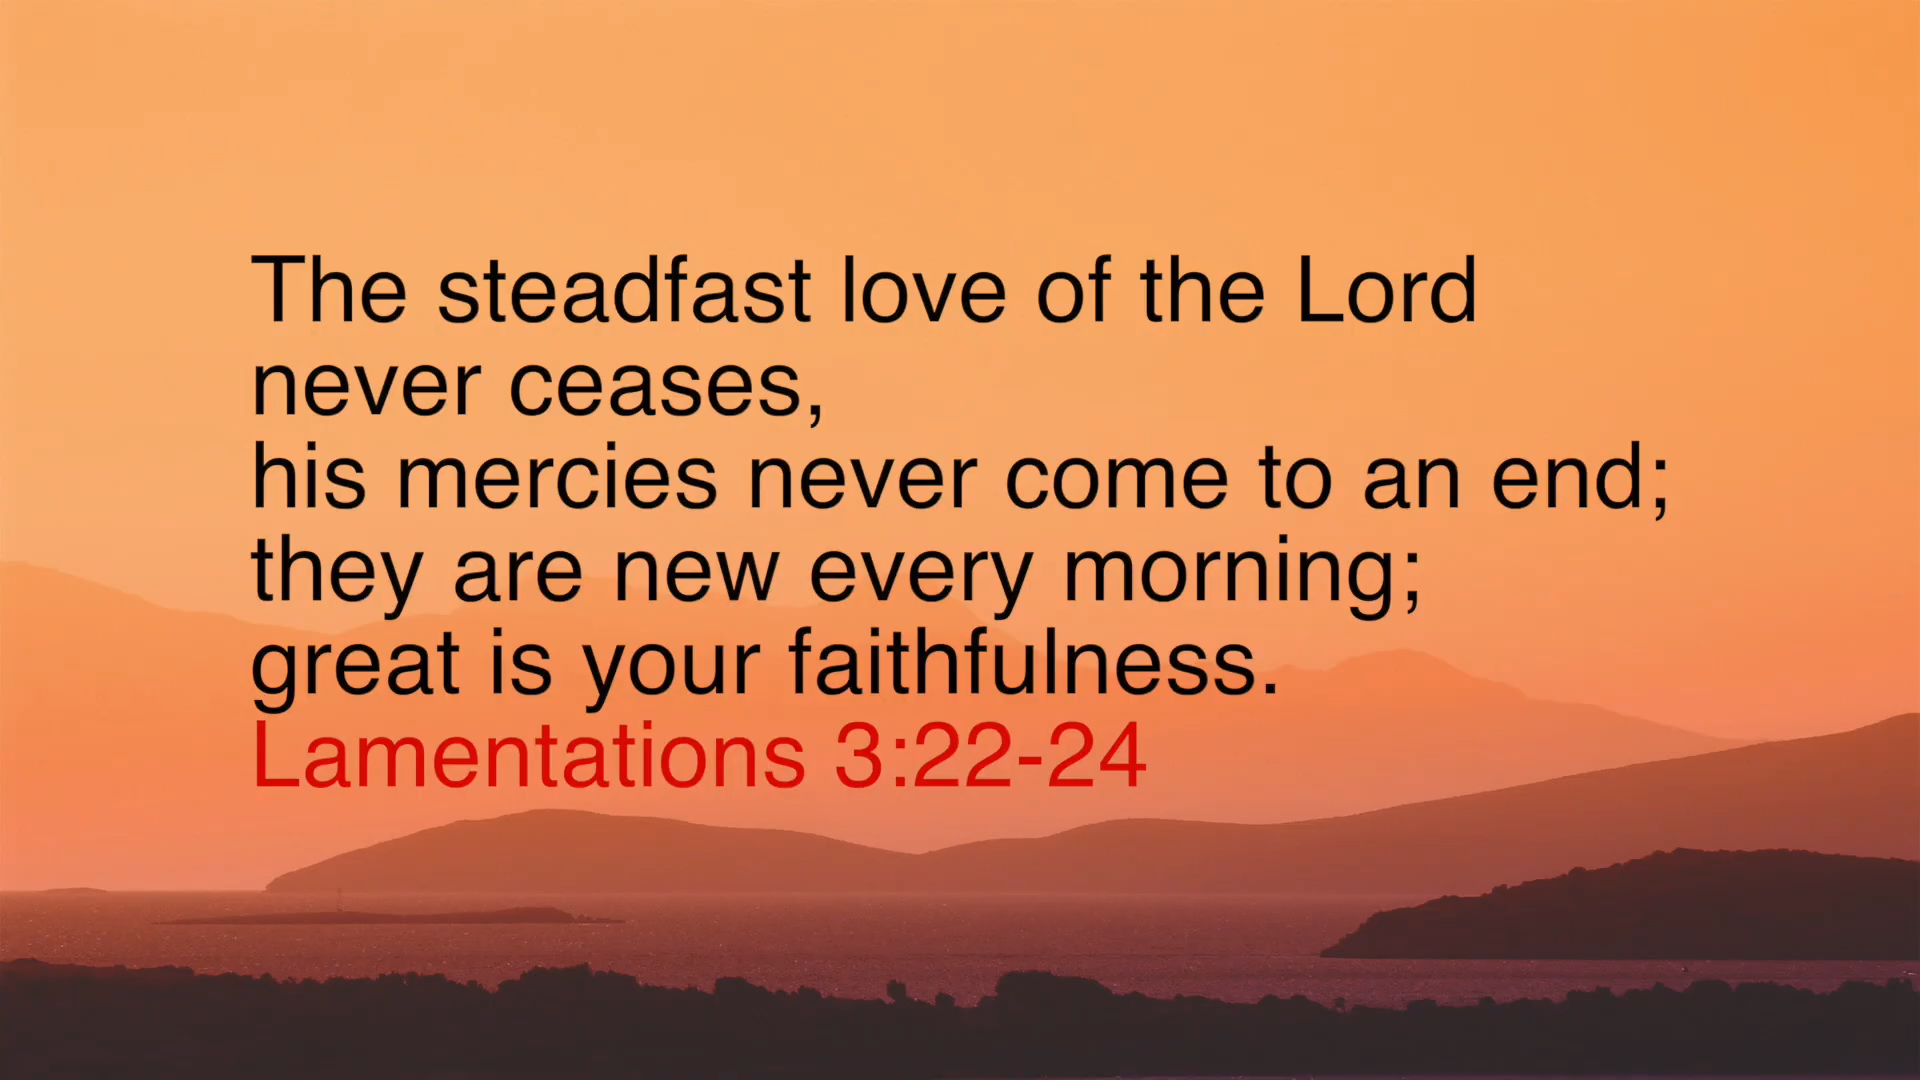 The steadfast love of the Lord
never ceases,
his mercies never come to an end;
they are new every morning;
great is your faithfulness.
Lamentations 3:22-24